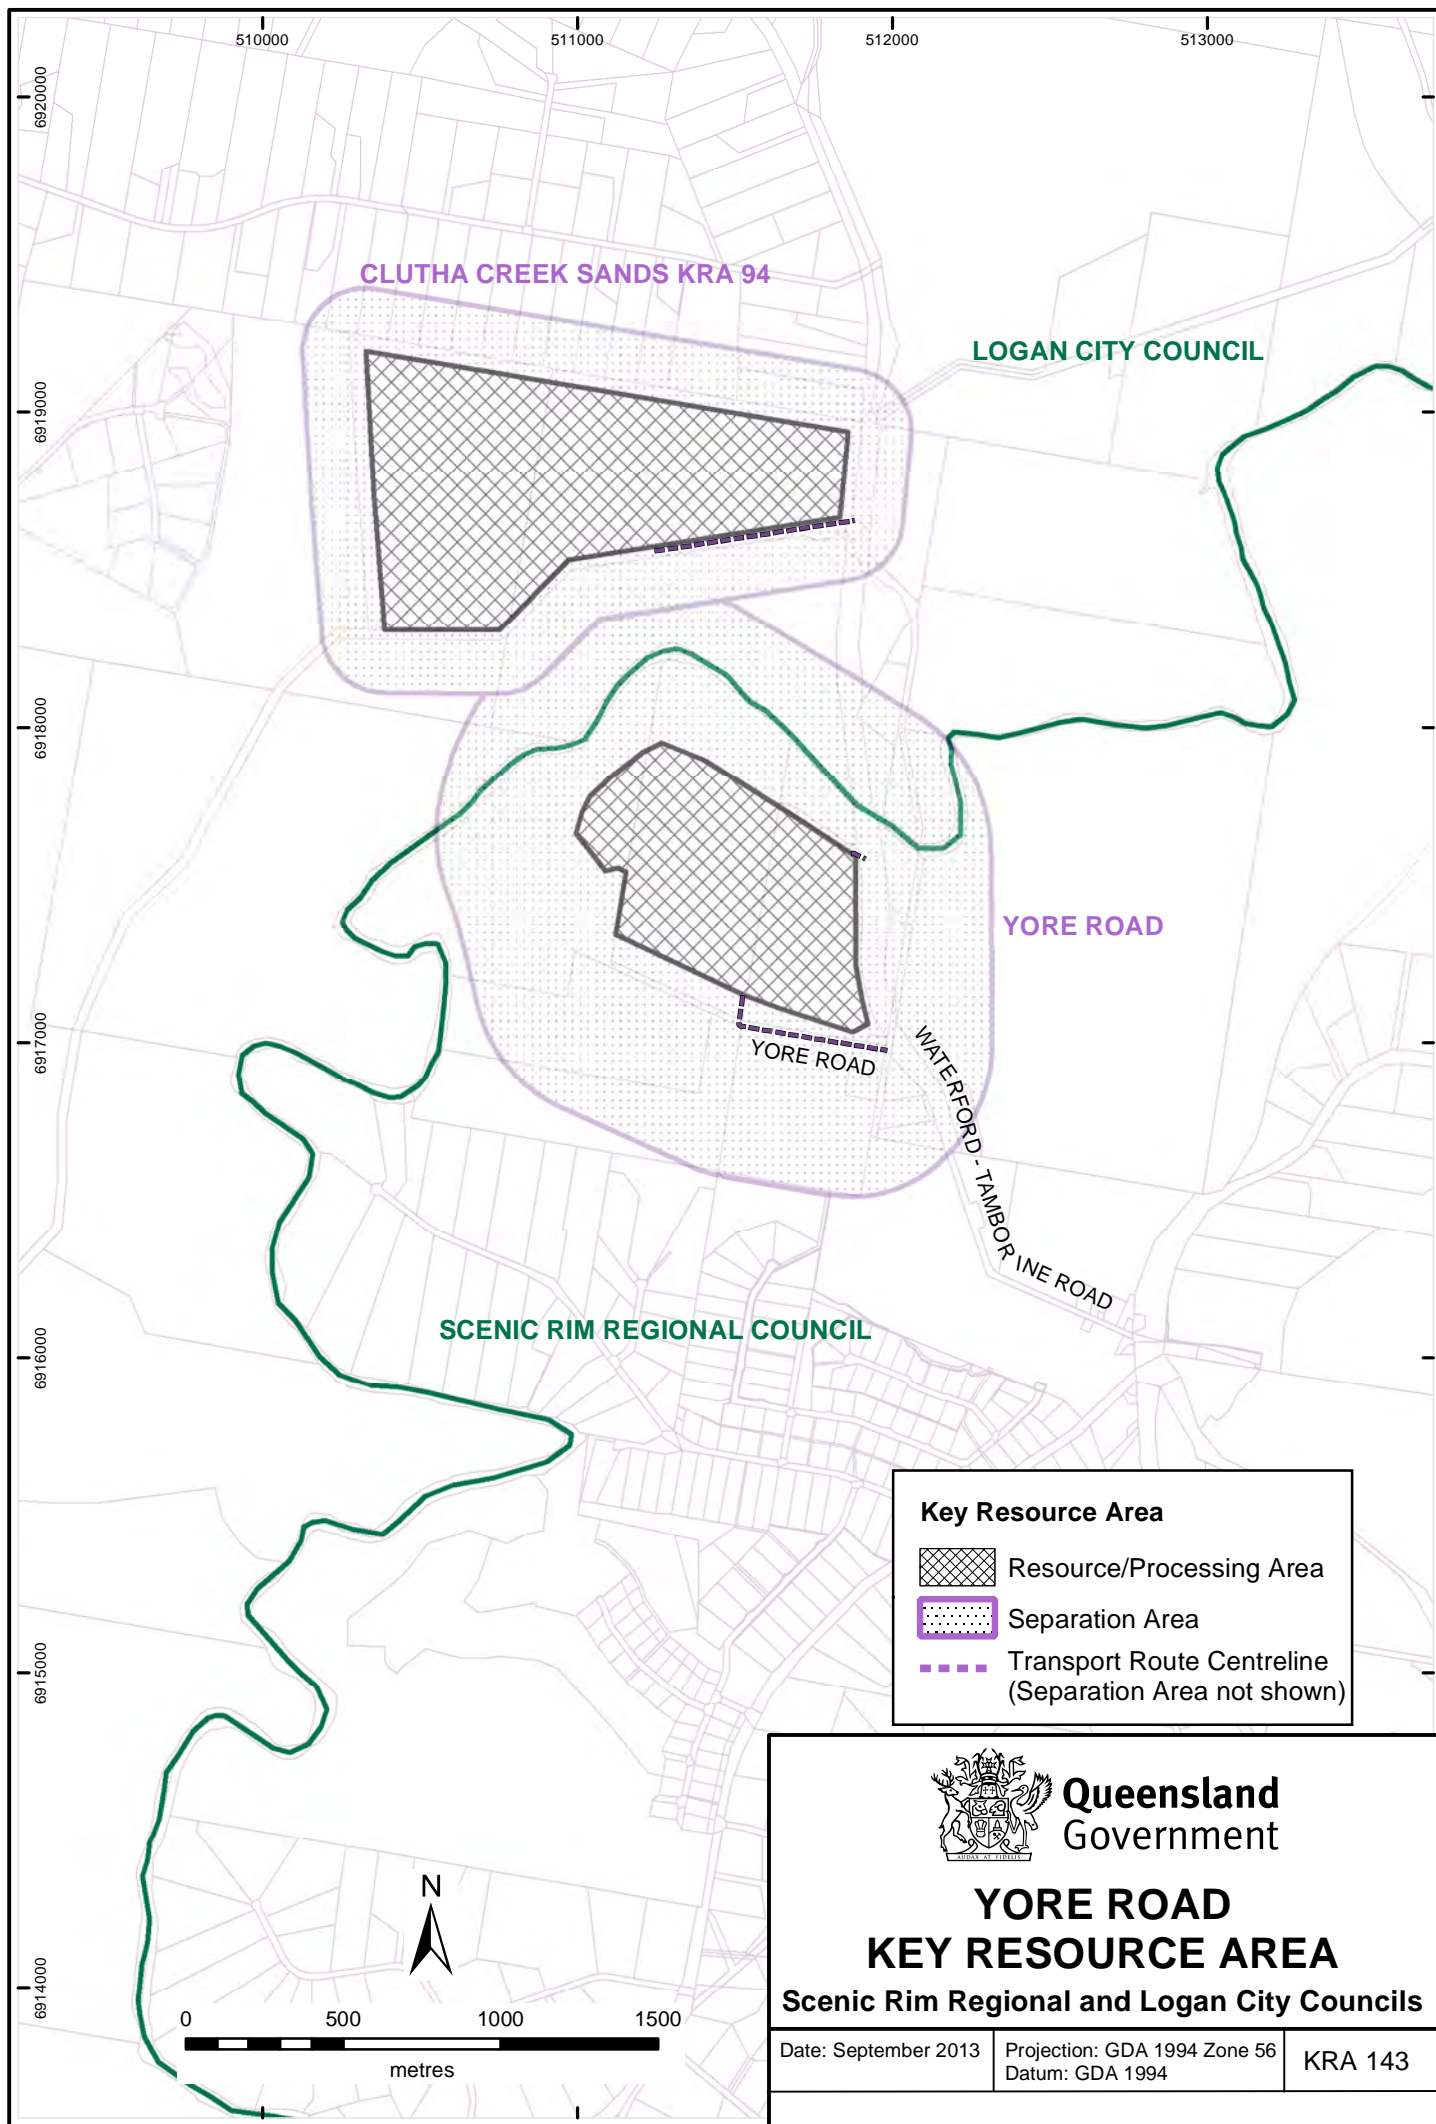 510000
511000
512000
513000
6920000
6919000
6918000
6917000
6916000
6915000
6914000
CLUTHA CREEK SANDS KRA 94
LOGAN CITY COUNCIL
YORE ROAD
YORE ROAD
WATERFORD - TAMBORINE ROAD
SCENIC RIM REGIONAL COUNCIL
Key Resource Area
Resource/Processing Area
Separation Area
Transport Route Centreline
(Separation Area not shown)
AUDAX AT FIDELIS
Queensland
Government
YORE ROAD
KEY RESOURCE AREA
Scenic Rim Regional and Logan City Councils
Date: September 2013
Projection: GDA 1994 Zone 56
Datum: GDA 1994
KRA 143
N
0 500 1000 1500
metres